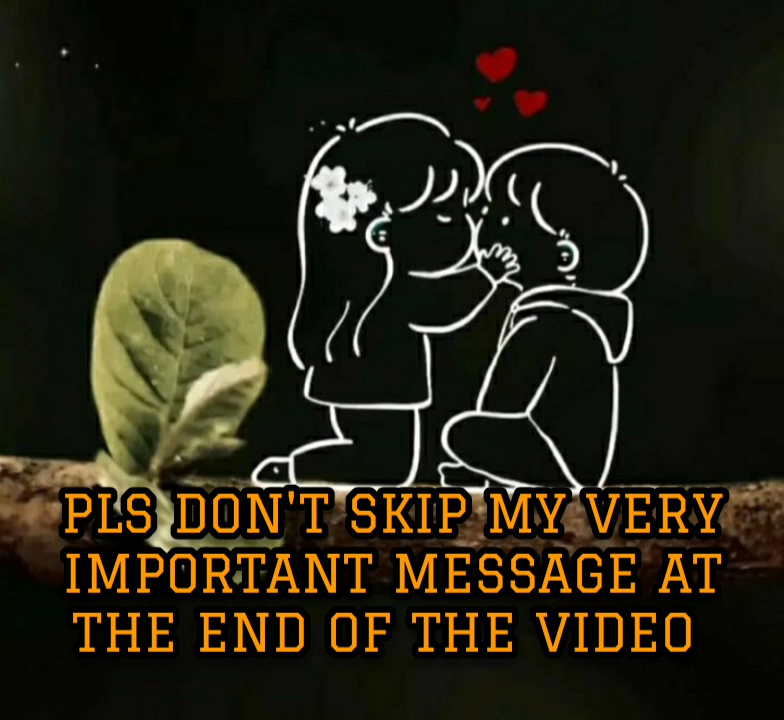 PLS DON'T SKIP MY VERY
IMPORTANT MESSAGE AT
THE END OF THE VIDEO